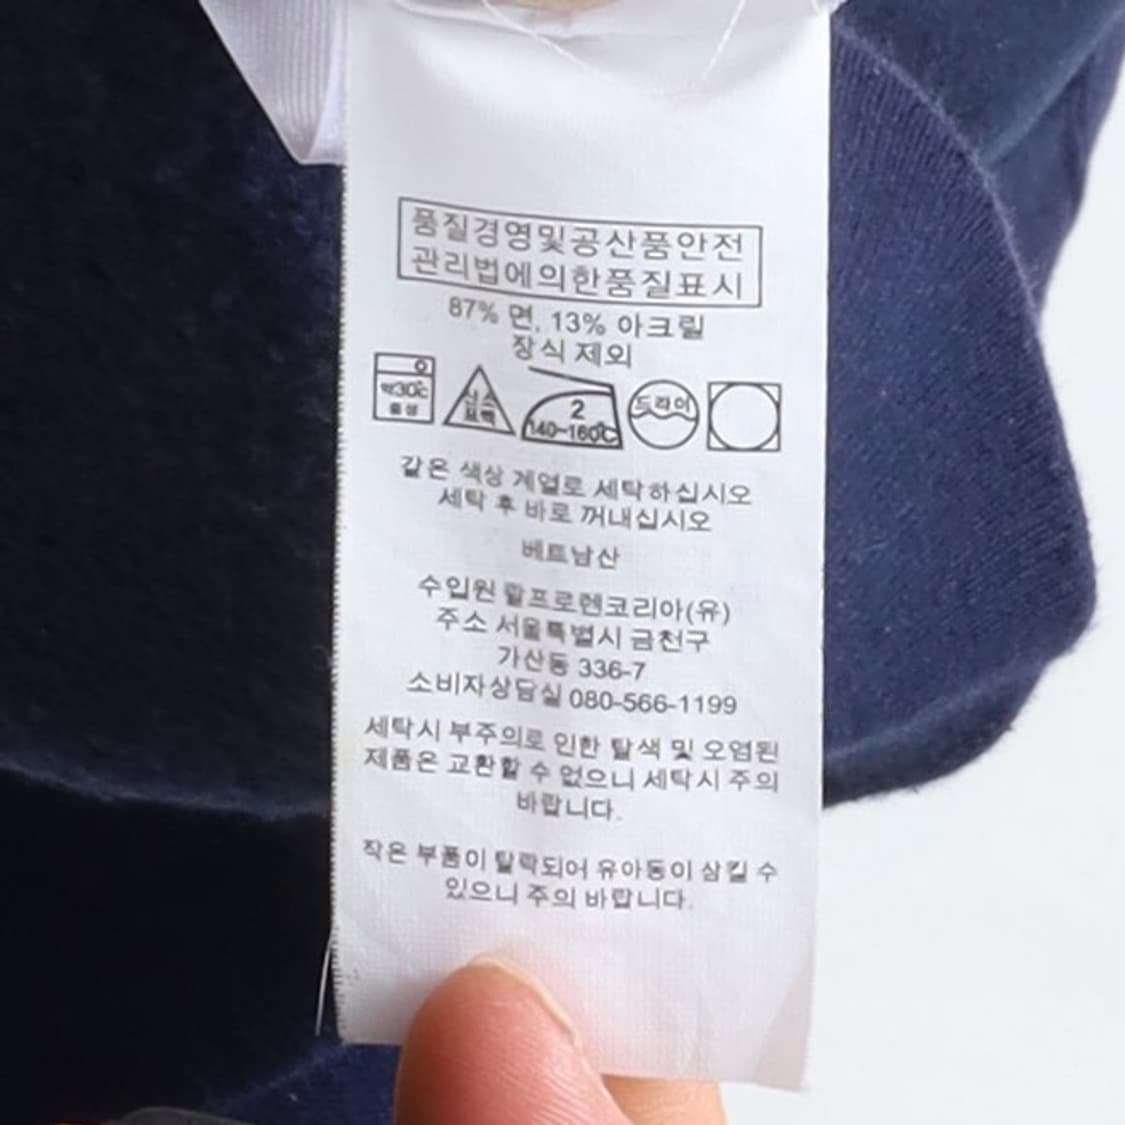 품질경영및공산품안전
관리법에의한품질표시
87% 면, 13% 아크릴
장식 제외
약30℃
중성
산소
표백
2
140~160℃
드라이
같은 색상 계열로 세탁하십시오
세탁 후 바로 꺼내십시오
베트남산
수입원 랄프로렌코리아(유)
주소 서울특별시 금천구
가산동 336-7
소비자상담실 080-566-1199
세탁시 부주의로 인한 탈색 및 오염된
제품은 교환할 수 없으니 세탁시 주의
바랍니다.
작은 부품이 탈락되어 유아동이 삼킬 수
있으니 주의 바랍니다.